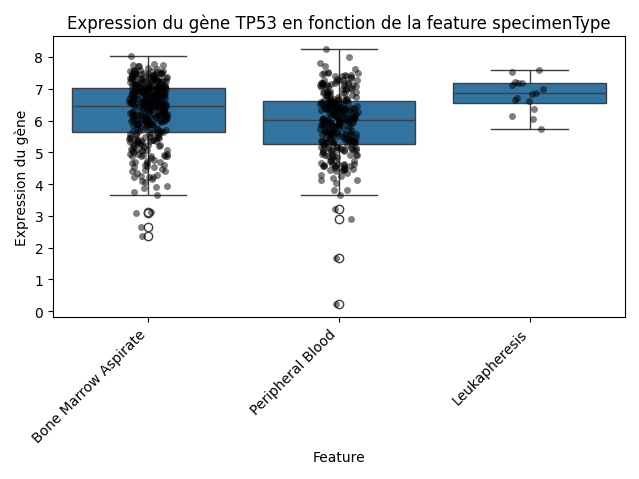 Expression du gène TP53 en fonction de la feature specimenType
Expression du gène
8
7
6
5
4
3
2
1
0
Bone Marrow Aspirate
Peripheral Blood
Leukapheresis
Feature